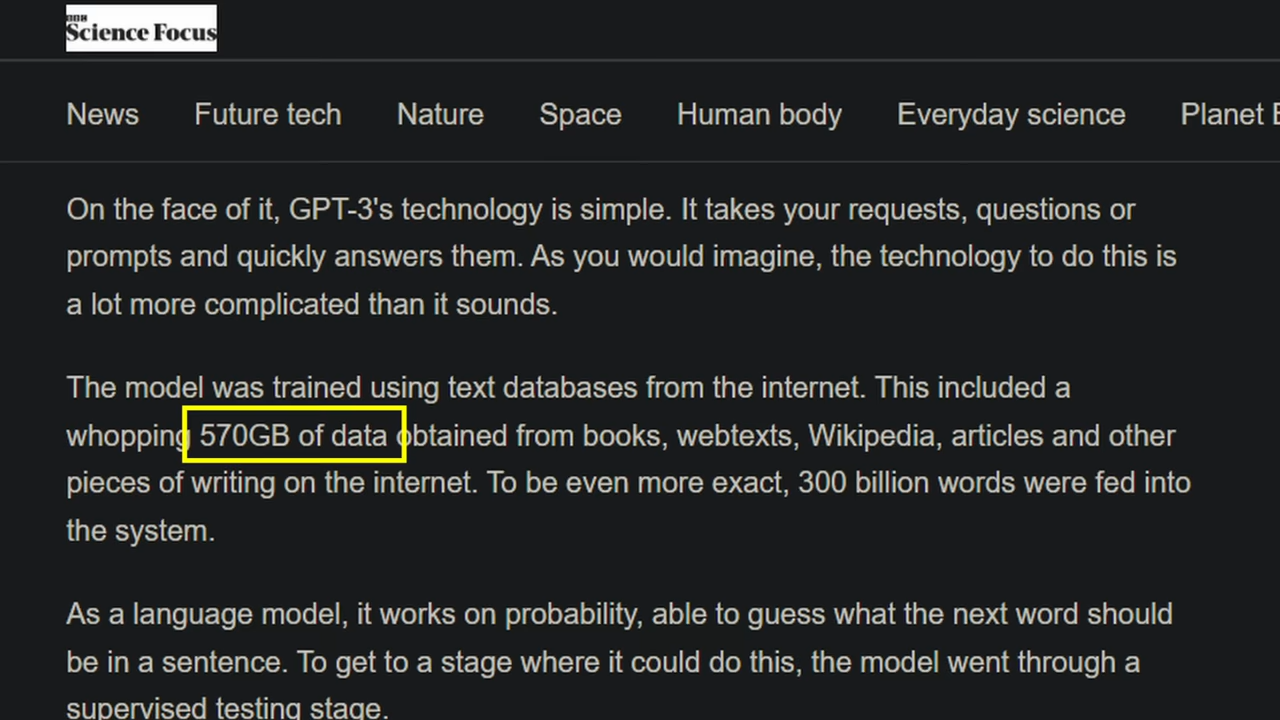 BBC
Science Focus
News Future tech Nature Space Human body Everyday science Planet E
On the face of it, GPT-3's technology is simple. It takes your requests, questions or
prompts and quickly answers them. As you would imagine, the technology to do this is
a lot more complicated than it sounds.
The model was trained using text databases from the internet. This included a
whopping 570GB of data obtained from books, webtexts, Wikipedia, articles and other
pieces of writing on the internet. To be even more exact, 300 billion words were fed into
the system.
As a language model, it works on probability, able to guess what the next word should
be in a sentence. To get to a stage where it could do this, the model went through a
supervised testing stage.